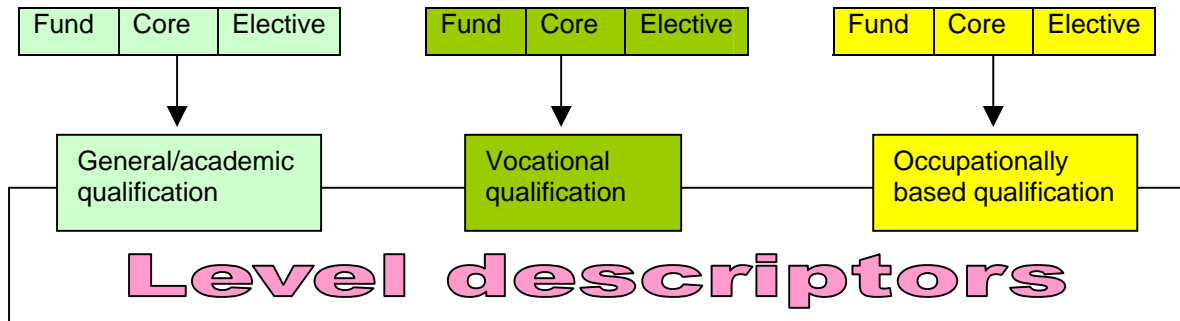 Fund Core Elective Fund Core Elective Fund Core Elective
General/academic
qualification
Vocational
qualification
Occupationally
based qualification
Level descriptors